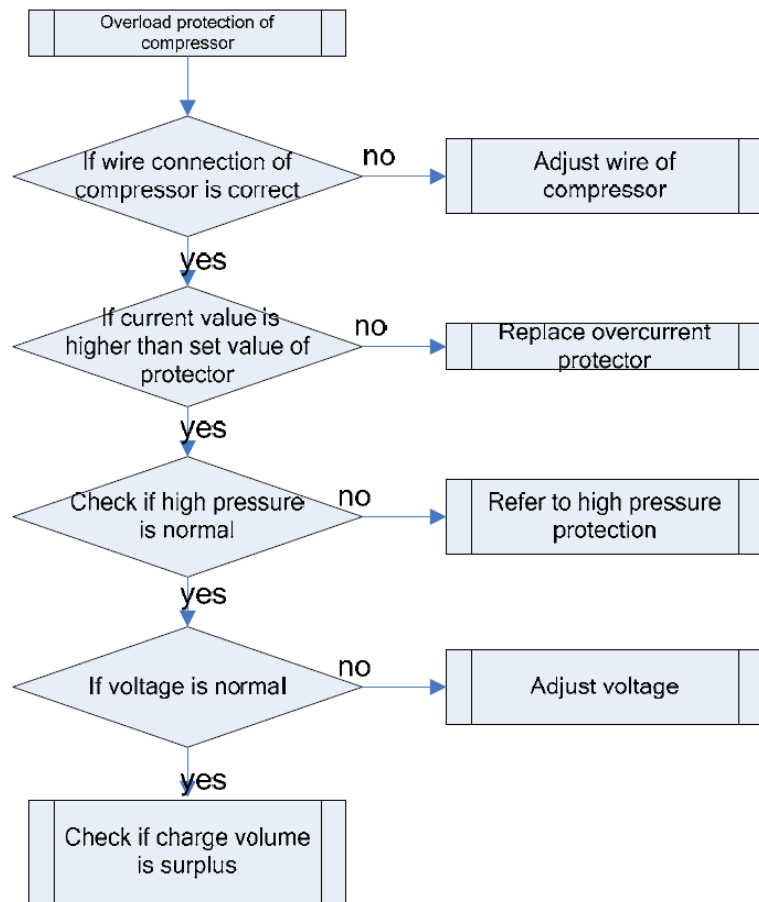 Overload protection of
compressor
If wire connection of
compressor is correct
no
Adjust wire of
compressor
yes
If current value is
higher than set value of
protector
no
Replace overcurrent
protector
yes
Check if high pressure
is normal
no
Refer to high pressure
protection
yes
If voltage is normal
no
Adjust voltage
yes
Check if charge volume
is surplus